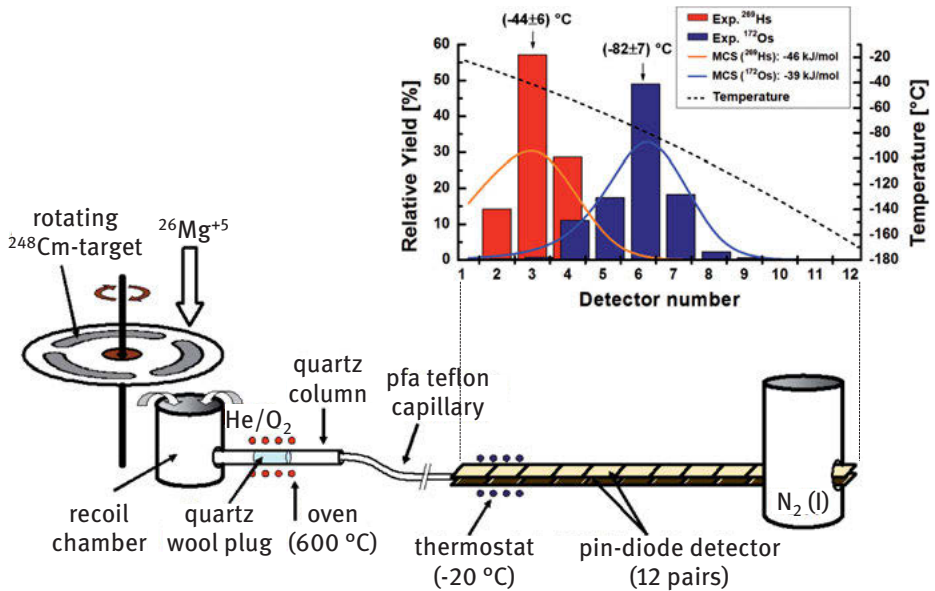 (-44±6) °C
(-82±7) °C
Exp. ²⁶⁹Hs
Exp. ¹⁷²Os
MCS (²⁶⁹Hs): -46 kJ/mol
MCS (¹⁷²Os): -39 kJ/mol
Temperature
Relative Yield [%]
60
50
40
30
20
10
0
-20
-40
-60
-80
-100
-120
-140
-160
-180
Temperature [°C]
1 2 3 4 5 6 7 8 9 10 11 12
Detector number
rotating
²⁴⁸Cm-target
²⁶Mg⁺⁵
He/O₂
quartz
column
pfa teflon
capillary
recoil
chamber
quartz
wool plug
oven
(600 °C)
thermostat
(-20 °C)
pin-diode detector
(12 pairs)
N₂ (l)